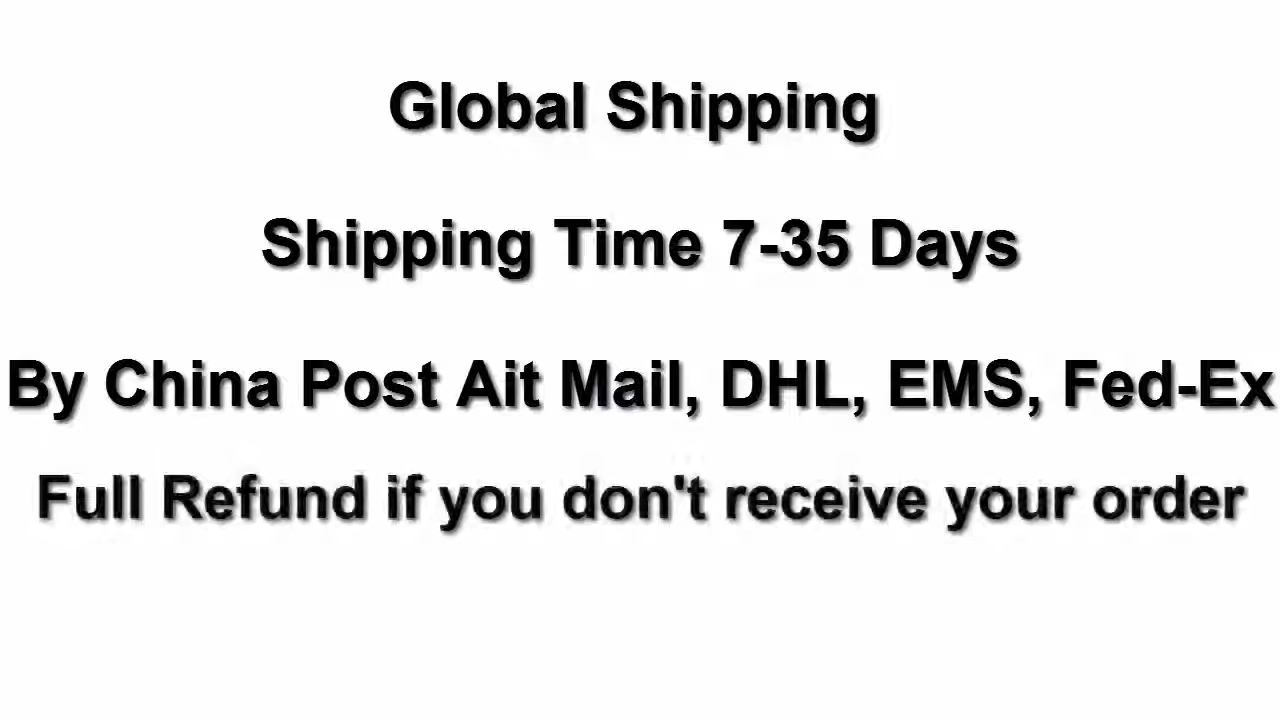 Global Shipping
Shipping Time 7-35 Days
By China Post Ait Mail, DHL, EMS, Fed-Ex
Full Refund if you don't receive your order